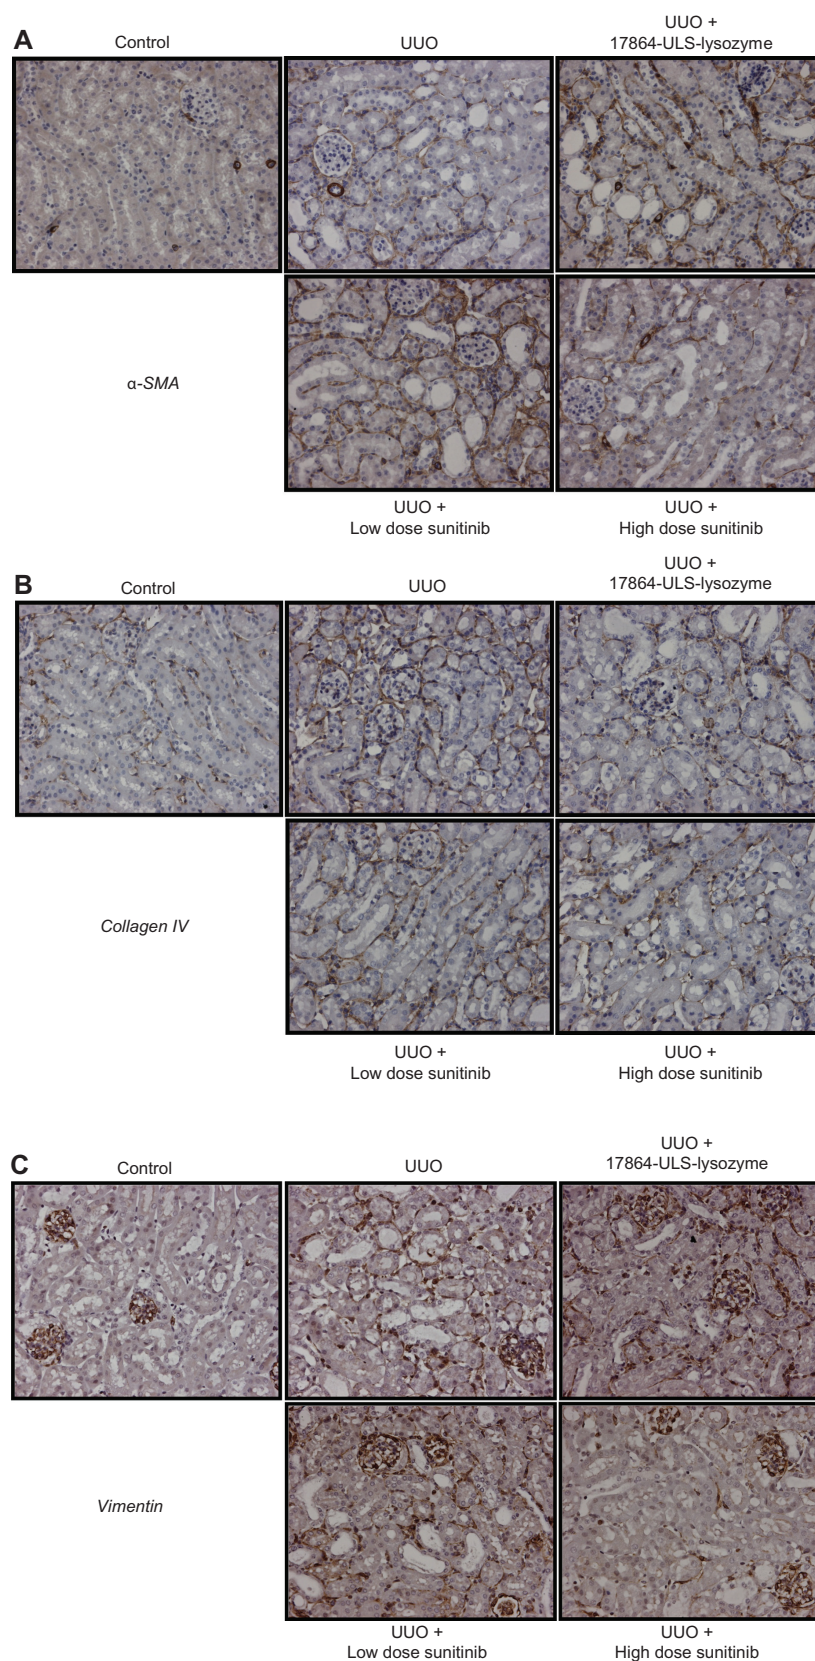 A
Control
UUO
UUO +
17864-ULS-lysozyme
α-SMA
UUO +
Low dose sunitinib
UUO +
High dose sunitinib
B
Control
UUO
UUO +
17864-ULS-lysozyme
Collagen IV
UUO +
Low dose sunitinib
UUO +
High dose sunitinib
C
Control
UUO
UUO +
17864-ULS-lysozyme
Vimentin
UUO +
Low dose sunitinib
UUO +
High dose sunitinib